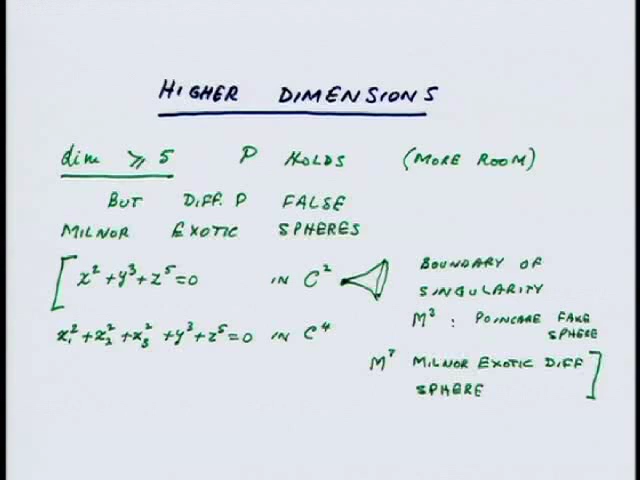 HIGHER DIMENSIONS
dim ≥ 5 P HOLDS (MORE ROOM)
BUT DIFF. P FALSE
MILNOR EXOTIC SPHERES
[ x² + y³ + z⁵ = 0 IN C² BOUNDARY OF
SINGULARITY
M³ : POINCARE FAKE
SPHERE
x₁² + x₂² + x₃² + y³ + z⁵ = 0 IN C⁴
M⁷ MILNOR EXOTIC DIFF
SPHERE ]